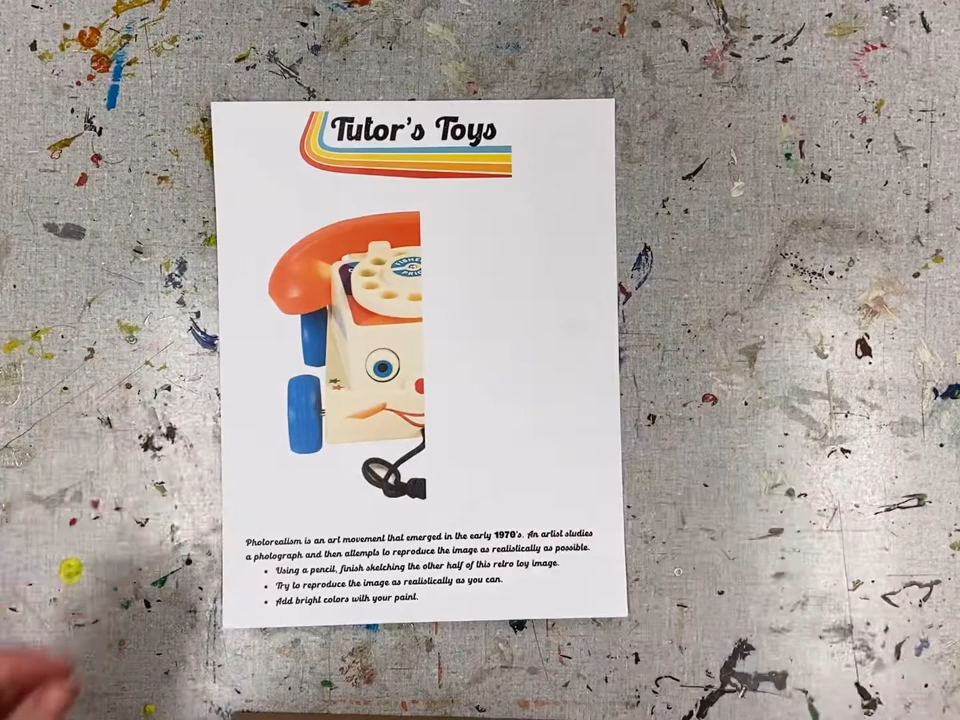 Tutor's Toys
Photorealism is an art movement that emerged in the early 1970's. An artist studies
a photograph and then attempts to reproduce the image as realistically as possible.
• Using a pencil, finish sketching the other half of this retro toy image.
• Try to reproduce the image as realistically as you can.
• Add bright colors with your paint.